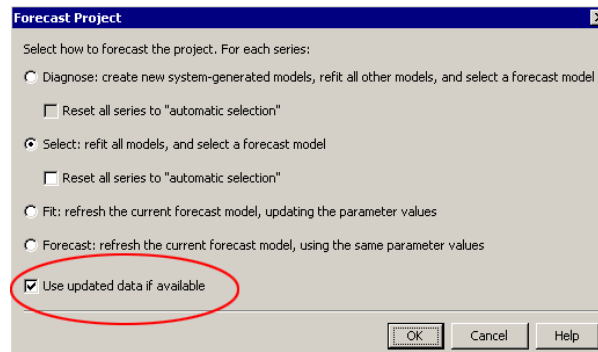 Forecast Project
Select how to forecast the project. For each series:
Diagnose: create new system-generated models, refit all other models, and select a forecast model
Reset all series to "automatic selection"
Select: refit all models, and select a forecast model
Reset all series to "automatic selection"
Fit: refresh the current forecast model, updating the parameter values
Forecast: refresh the current forecast model, using the same parameter values
Use updated data if available
OK Cancel Help